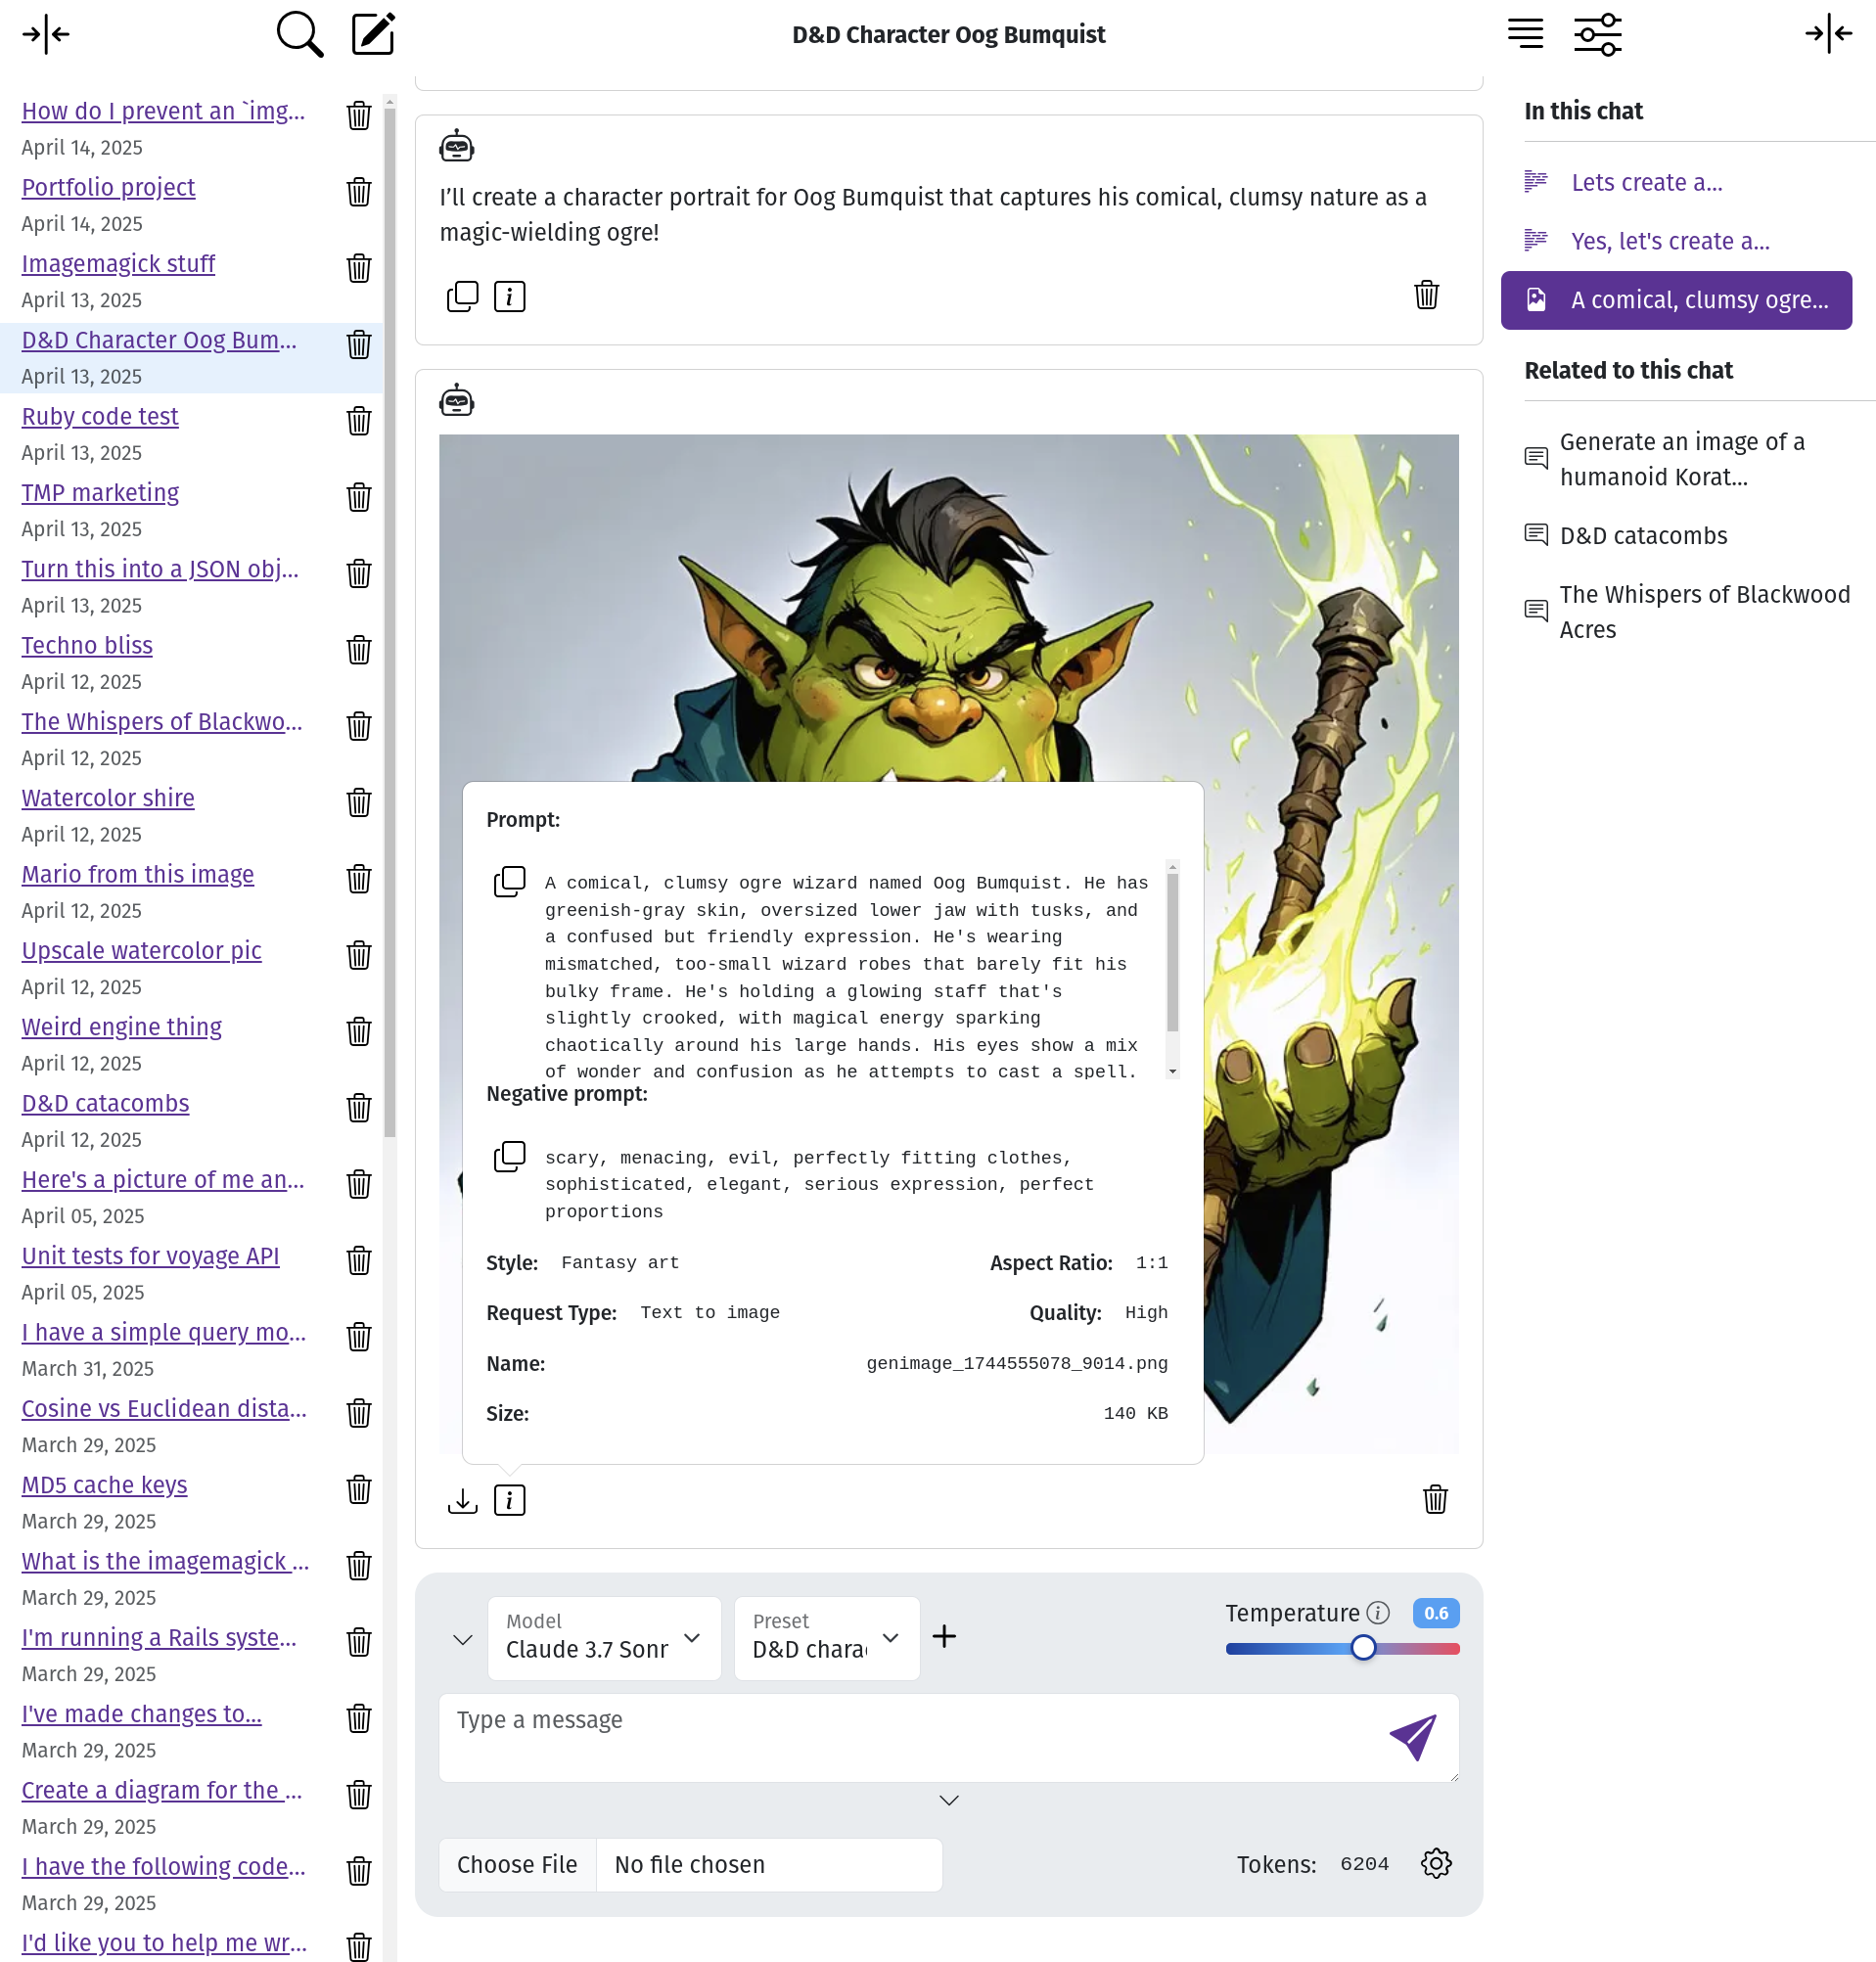 D&D Character Oog Bumquist
How do I prevent an `img...
April 14, 2025
Portfolio project
April 14, 2025
Imagemagick stuff
April 13, 2025
D&D Character Oog Bum...
April 13, 2025
Ruby code test
April 13, 2025
TMP marketing
April 13, 2025
Turn this into a JSON obj...
April 13, 2025
Techno bliss
April 12, 2025
The Whispers of Blackwo...
April 12, 2025
Watercolor shire
April 12, 2025
Mario from this image
April 12, 2025
Upscale watercolor pic
April 12, 2025
Weird engine thing
April 12, 2025
D&D catacombs
April 12, 2025
Here's a picture of me an...
April 05, 2025
Unit tests for voyage API
April 05, 2025
I have a simple query mo...
March 31, 2025
Cosine vs Euclidean dista...
March 29, 2025
MD5 cache keys
March 29, 2025
What is the imagemagick ...
March 29, 2025
I'm running a Rails syste...
March 29, 2025
I've made changes to...
March 29, 2025
Create a diagram for the ...
March 29, 2025
I have the following code...
March 29, 2025
I'd like you to help me wr...
I'll create a character portrait for Oog Bumquist that captures his comical, clumsy nature as a
magic-wielding ogre!
Prompt:
A comical, clumsy ogre wizard named Oog Bumquist. He has
greenish-gray skin, oversized lower jaw with tusks, and
a confused but friendly expression. He's wearing
mismatched, too-small wizard robes that barely fit his
bulky frame. He's holding a glowing staff that's
slightly crooked, with magical energy sparking
chaotically around his large hands. His eyes show a mix
of wonder and confusion as he attempts to cast a spell.
Negative prompt:
scary, menacing, evil, perfectly fitting clothes,
sophisticated, elegant, serious expression, perfect
proportions
Style: Fantasy art
Aspect Ratio: 1:1
Request Type: Text to image
Quality: High
Name: genimage_1744555078_9014.png
Size: 140 KB
Model
Claude 3.7 Sonr
Preset
D&D chara
Temperature
0.6
Type a message
Choose File
No file chosen
Tokens: 6204
In this chat
Lets create a...
Yes, let's create a...
A comical, clumsy ogre...
Related to this chat
Generate an image of a
humanoid Korat...
D&D catacombs
The Whispers of Blackwood
Acres